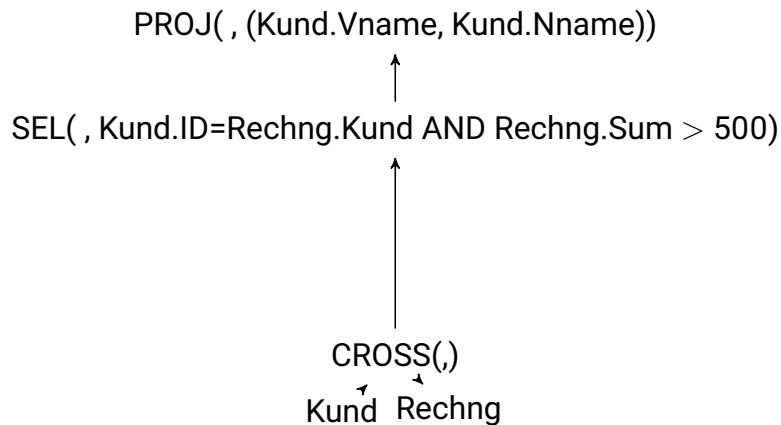 PROJ( , (Kund.Vname, Kund.Nname))
SEL( , Kund.ID=Rechng.Kund AND Rechng.Sum > 500)
CROSS(,)
Kund Rechng